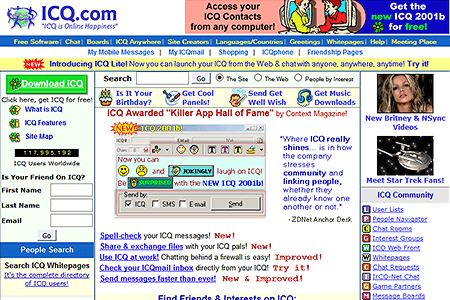 ICQ.com
"ICQ is Online Happiness"
Access your
ICQ Contacts
from any computer!
Get the
new ICQ 2001b
for free!
Free Software | Chat | Boards | ICQ Anywhere | Site Creators | Languages/Countries | Greetings | Whitepages | Help | Meeting Place
My Mobile Messages | My ICQmail | Shopping | ICQphone | Friendship Pages
New! Introducing ICQ Lite! Now you can launch your ICQ from the Web & chat with anyone, anywhere, anytime! Try it!
Download ICQ
Click here, get ICQ for free!
What is ICQ
ICQ Features
Site Map
117,995,192
ICQ Users Worldwide
Is Your Friend On ICQ?
First Name
Last Name
Email
Go
People Search
Search ICQ Whitepages
It's the complete directory
of ICQ users!
Search Go The Site The Web People by Interest
Is It Your
Birthday?
Get Cool
Panels!
Send Get
Well Wish
Get Music
Downloads
ICQ Awarded "Killer App Hall of Fame" by Context Magazine!
New! ICQ 2001b!
Now you can
and JOKINGLY laugh on ICQ!
Be SURPRISED with the NEW ICQ 2001b!
Send by:
ICQ SMS E-mail Send
"Where ICQ really
shines... is in how
the company
stresses
community and
linking people,
whether they
already know one
another or not."
- ZDNet Anchor Desk
Spell-check your ICQ messages! New!
Share & exchange files with your ICQ pals! New!
Use ICQ at work! Chatting behind a firewall is easy! Improved!
Check your ICQmail inbox directly from your ICQ! Try it!
Send messages faster than ever! New & Improved!
Find Friends & Interests on ICQ:
New Britney & NSync
Videos
Meet Star Trek Fans!
ICQ Community
User Lists
People Navigator
Chat Rooms
Interest Groups
ICQ Web Front
Whitepages
Chat Requests
IrCQ-Net Chat
Game Partners
Message Boards